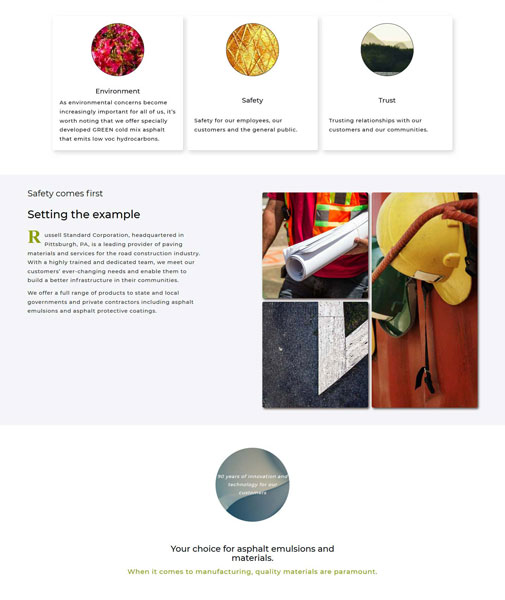 Environment
As environmental concerns become
increasingly important for all of us, it's
worth noting that we offer specially
developed GREEN cold mix asphalt
that emits low voc hydrocarbons.
Safety
Safety for our employees, our
customers and the general public.
Trust
Trusting relationships with our
customers and our communities.
Safety comes first
Setting the example
Russell Standard Corporation, headquartered in
Pittsburgh, PA, is a leading provider of paving
materials and services for the road construction industry.
With a highly trained and dedicated team, we meet our
customers' ever-changing needs and enable them to
build a better infrastructure in their communities.
We offer a full range of products to state and local
governments and private contractors including asphalt
emulsions and asphalt protective coatings.
90 years of innovation and
technology for our
customers
Your choice for asphalt emulsions and
materials.
When it comes to manufacturing, quality materials are paramount.